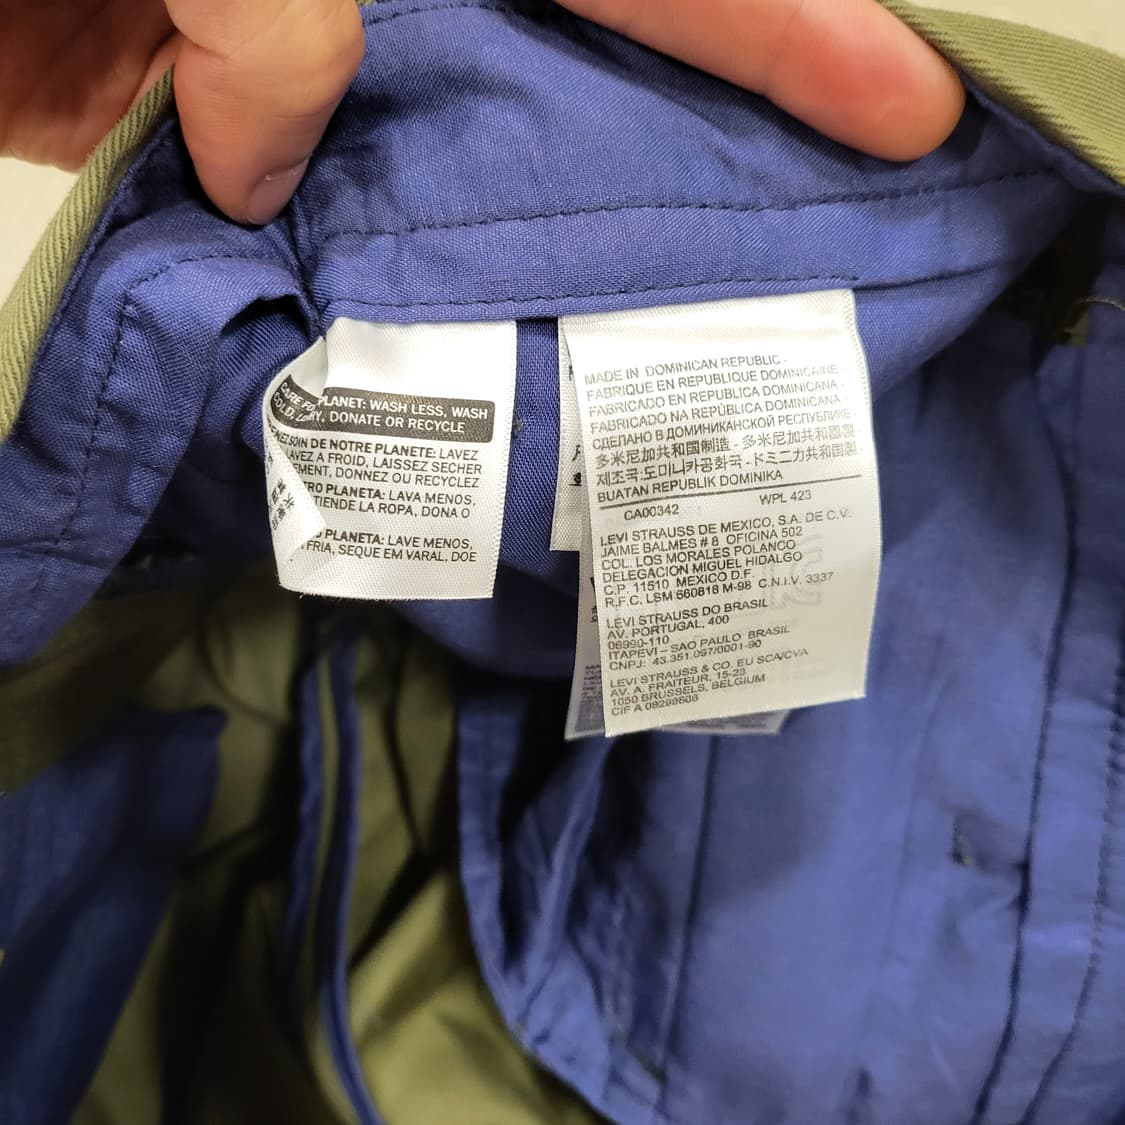 PLANET: WASH LESS, WASH
COLD, DONATE OR RECYCLE
SOIN DE NOTRE PLANETE: LAVEZ
LAVEZ A FROID, LAISSEZ SECHER
DONNEZ OU RECYCLEZ
PLANETA: LAVA MENOS,
TIENDE LA ROPA, DONA O
PLANETA: LAVE MENOS,
FRIA, SEQUE EM VARAL, DOE
MADE IN DOMINICAN REPUBLIC -
FABRIQUE EN REPUBLIQUE DOMINICAINE -
FABRICADO EN REPUBLICA DOMINICANA -
FABRICADO NA REPÚBLICA DOMINICANA -
СДЕЛАНО В ДОМИНИКАНСКОЙ РЕСПУБЛИКЕ -
多米尼加共和国制造 - 多米尼加共和國製 -
제조국:도미니카공화국 - ドミニカ共和国製 -
BUATAN REPUBLIK DOMINIKA
CA00342 WPL 423
LEVI STRAUSS DE MEXICO, S.A. DE C.V.
JAIME BALMES # 8 OFICINA 502
COL. LOS MORALES POLANCO
DELEGACION MIGUEL HIDALGO
C.P. 11510 MEXICO D.F.
R.F.C. LSM 660818 M-98 C.N.I.V. 3337
LEVI STRAUSS DO BRASIL
AV. PORTUGAL, 400
06990-110
ITAPEVI – SAO PAULO BRASIL
CNPJ: 43.351.097/0001-90
LEVI STRAUSS & CO. EU SCA/CVA
AV. A. FRAITEUR, 15-23
1050 BRUSSELS, BELGIUM
CIF A 08298608